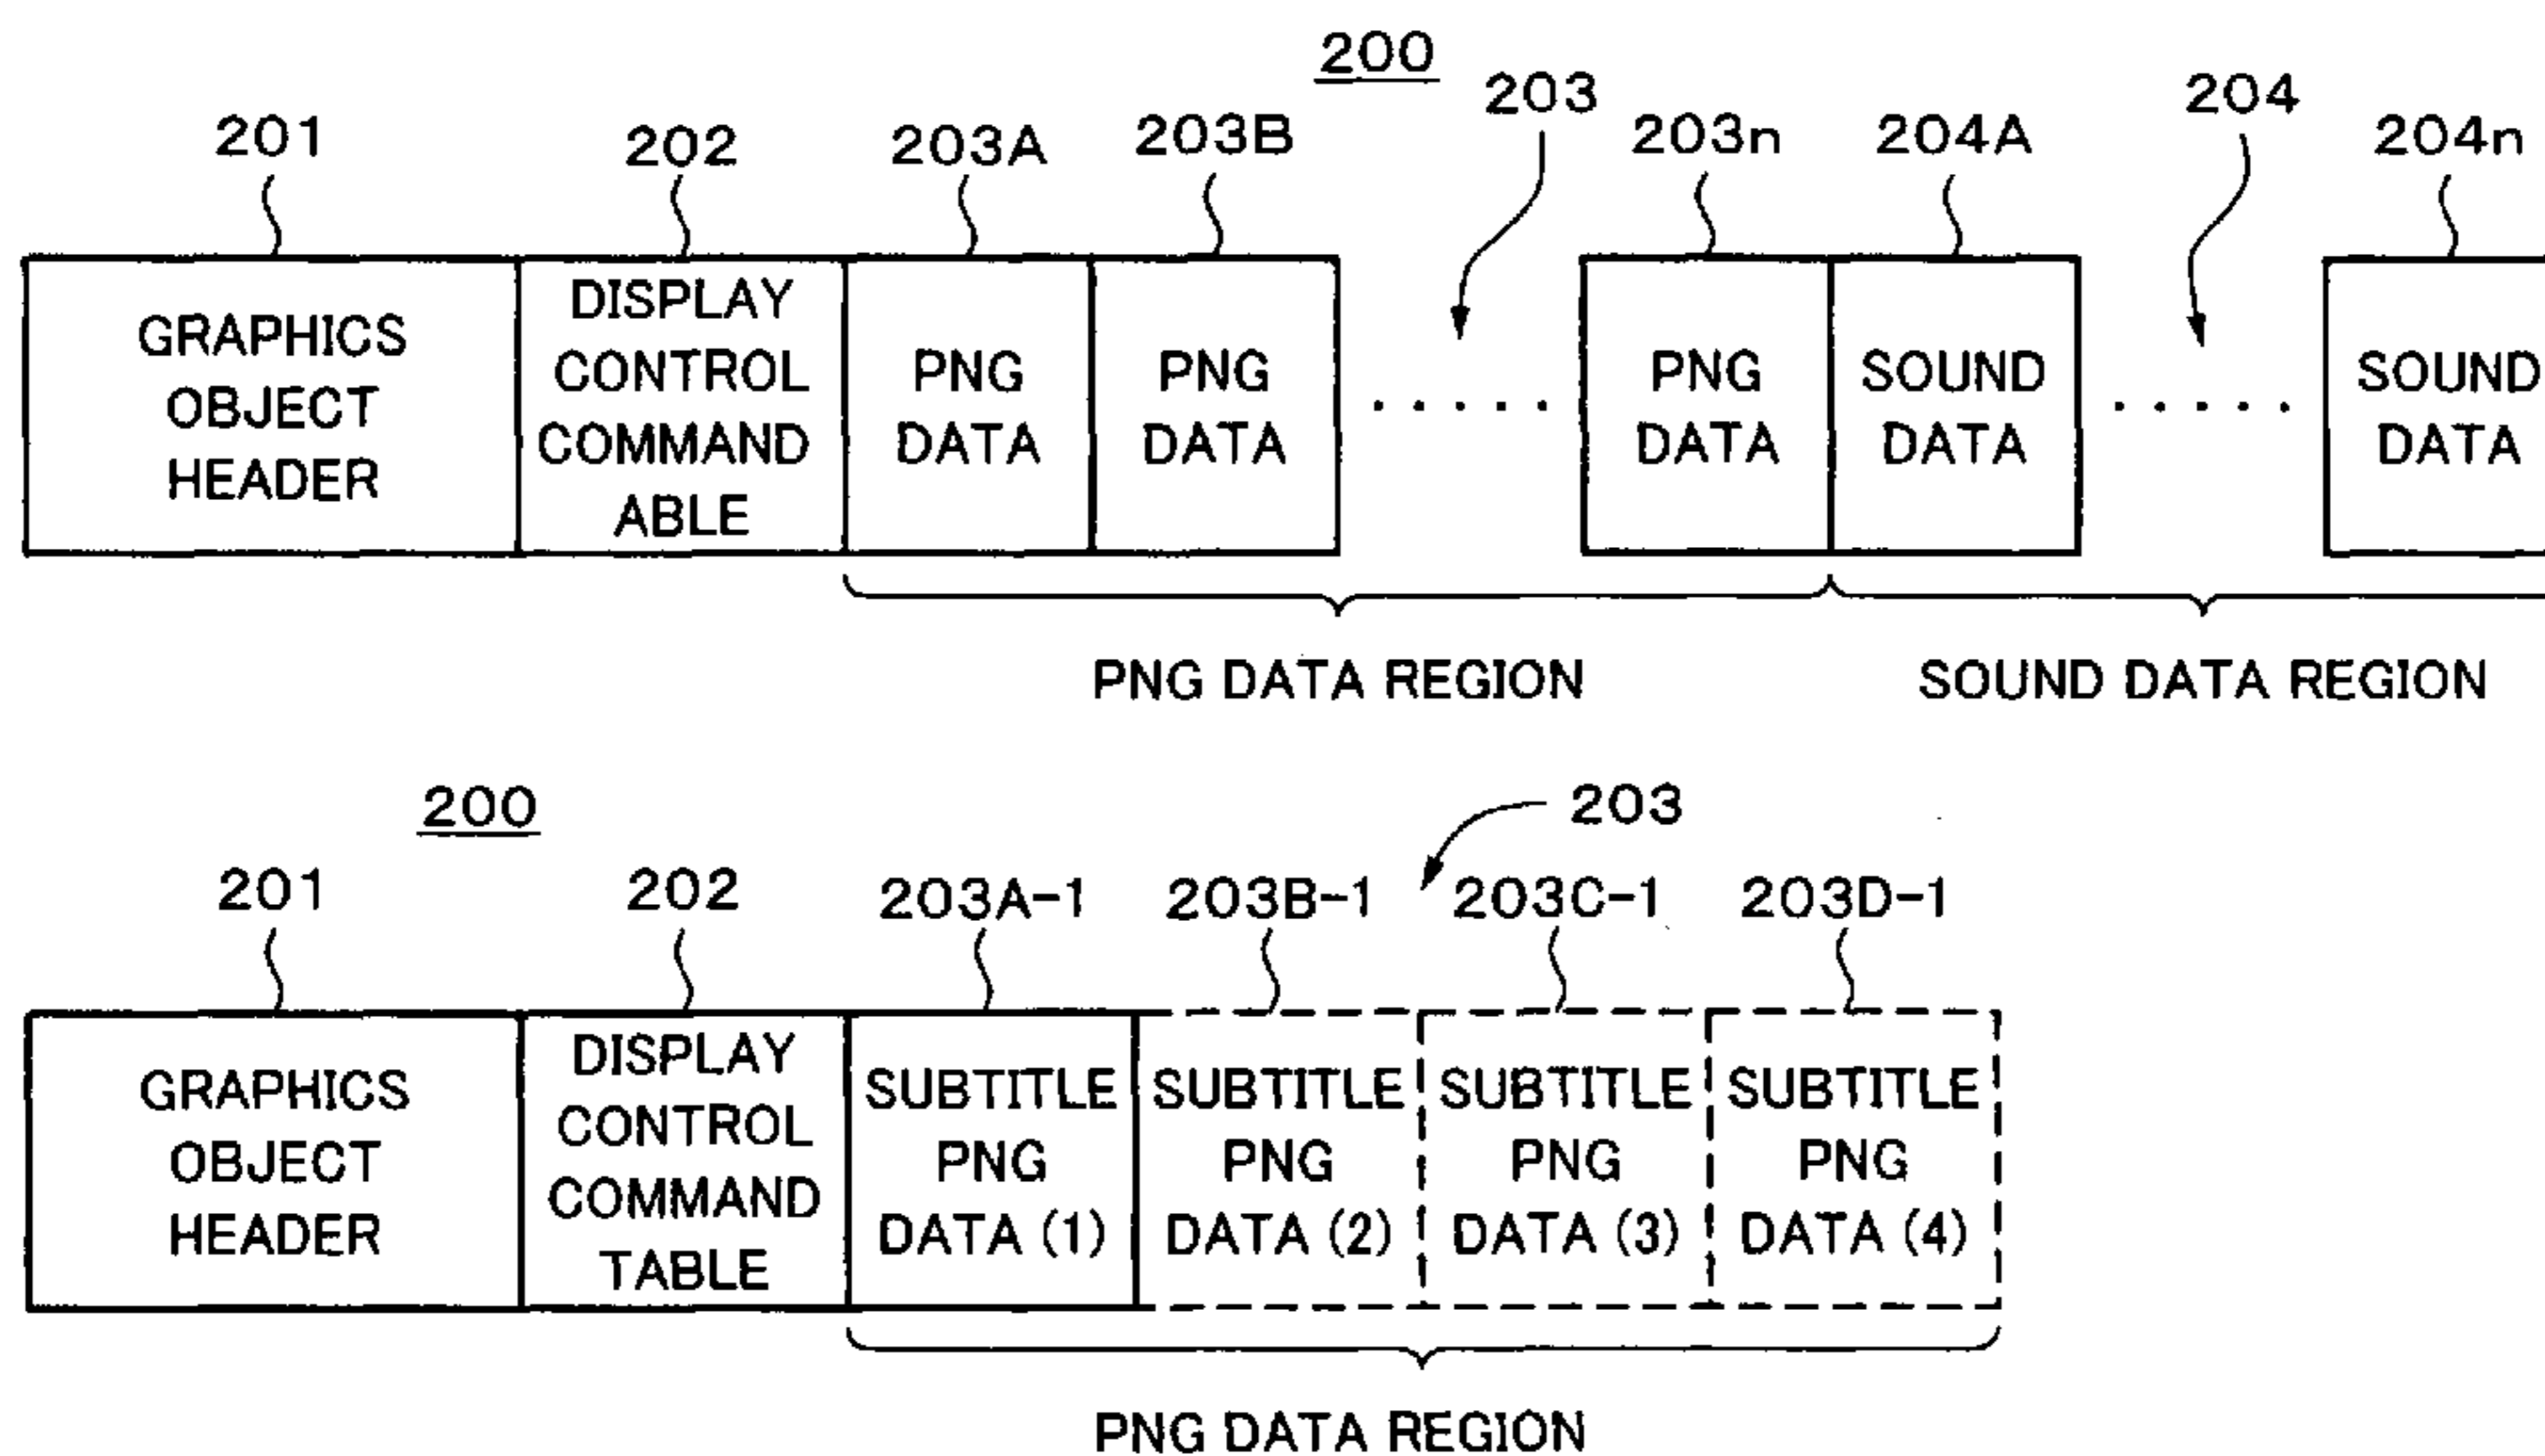 200
203
204
201
202
203A
203B
203n
204A
204n
GRAPHICS
OBJECT
HEADER
DISPLAY
CONTROL
COMMAND
ABLE
PNG
DATA
PNG
DATA
PNG
DATA
SOUND
DATA
SOUND
DATA
PNG DATA REGION
SOUND DATA REGION
200
203
201
202
203A-1
203B-1
203C-1
203D-1
GRAPHICS
OBJECT
HEADER
DISPLAY
CONTROL
COMMAND
TABLE
SUBTITLE
PNG
DATA (1)
SUBTITLE
PNG
DATA (2)
SUBTITLE
PNG
DATA (3)
SUBTITLE
PNG
DATA (4)
PNG DATA REGION